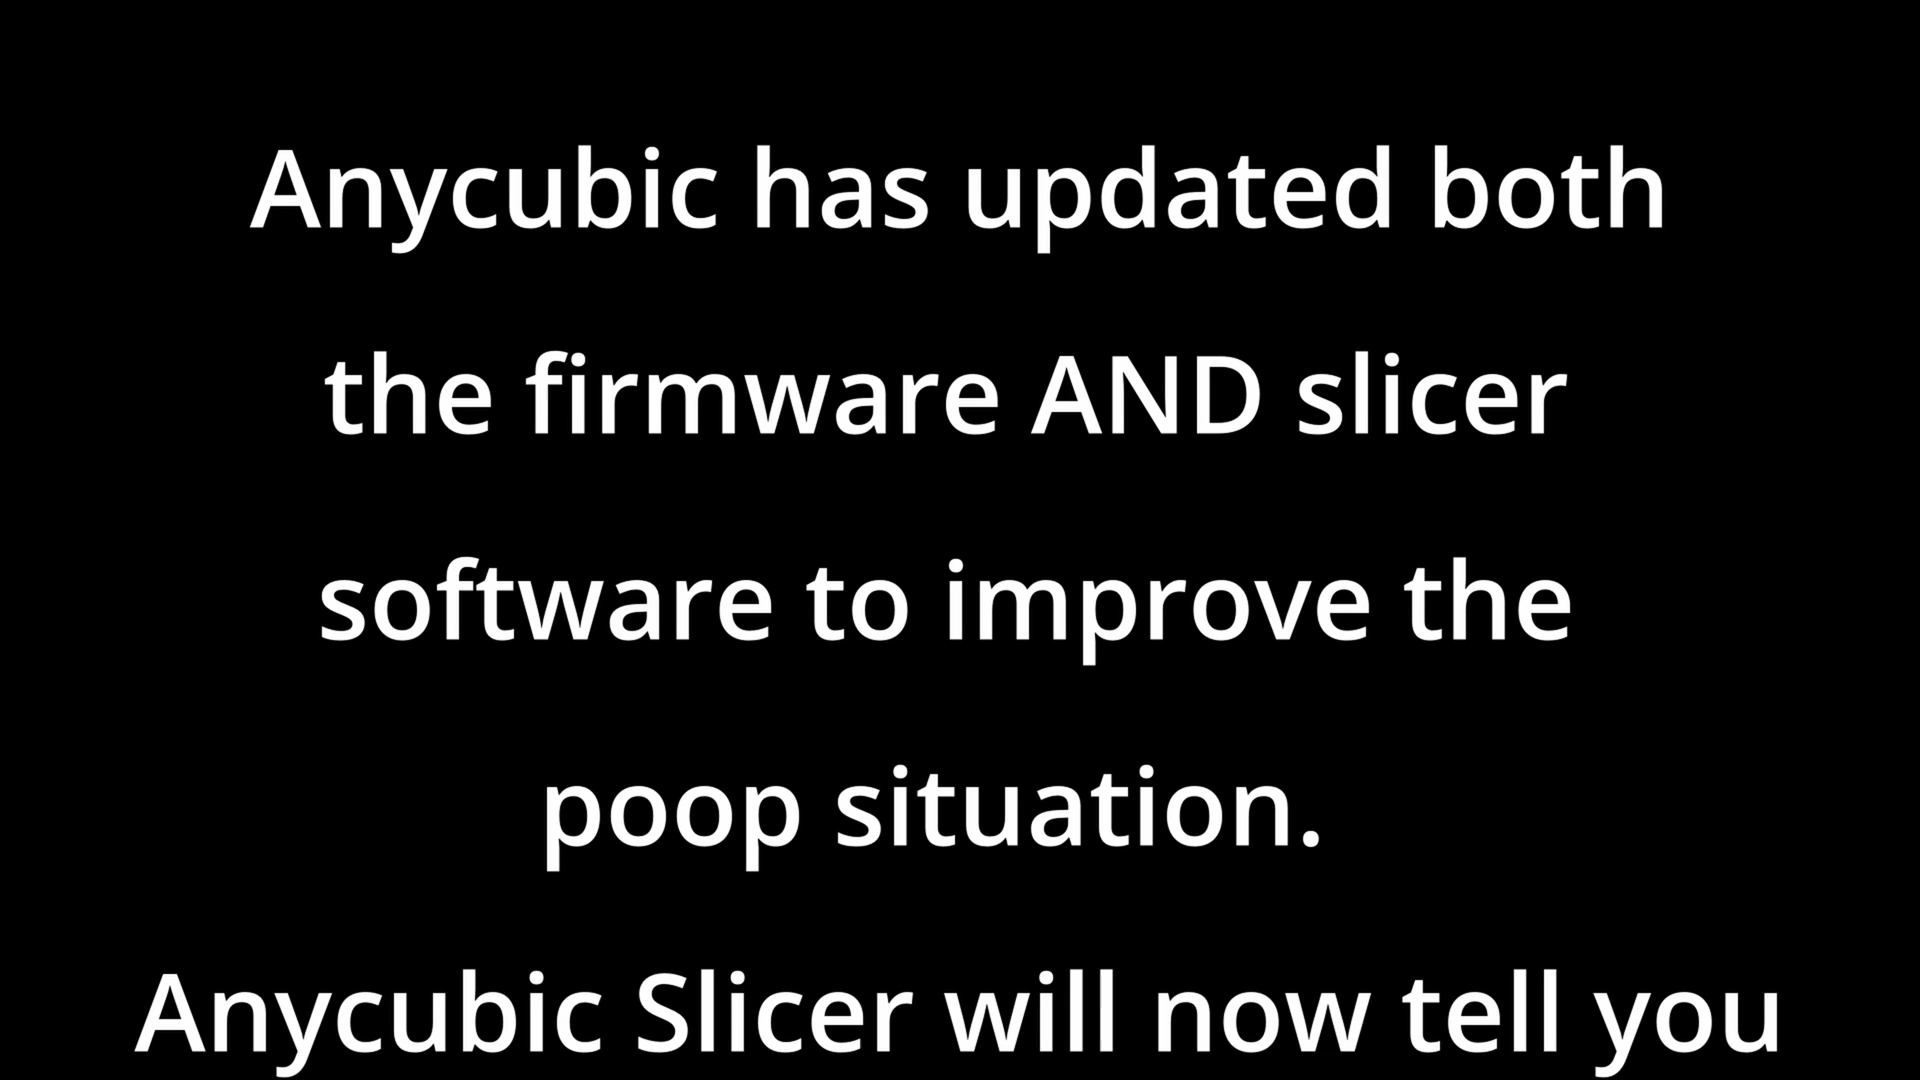 Anycubic has updated both
the firmware AND slicer
software to improve the
poop situation.
Anycubic Slicer will now tell you